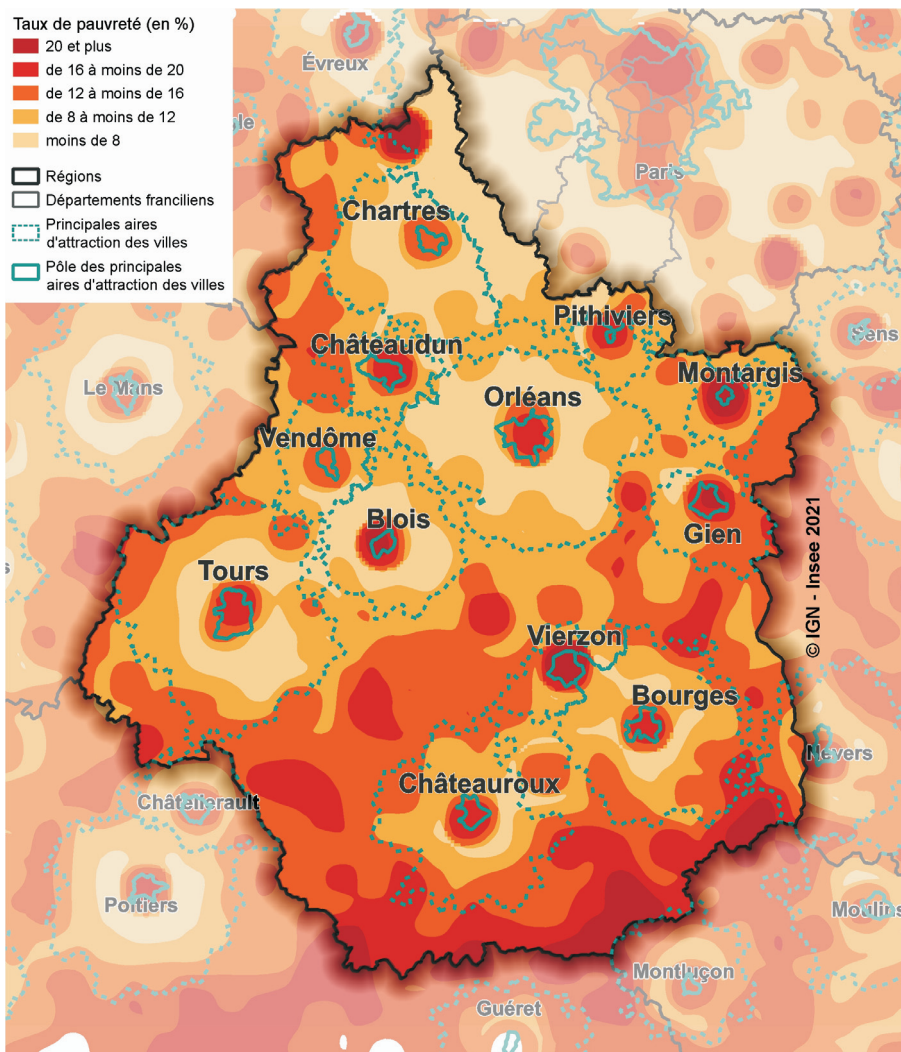 Taux de pauvreté (en %)
20 et plus
de 16 à moins de 20
de 12 à moins de 16
de 8 à moins de 12
moins de 8
Régions
Départements franciliens
Principales aires
d'attraction des villes
Pôle des principales
aires d'attraction des villes
Évreux
Paris
Chartres
Pithiviers
Châteaudun
Sens
Montargis
Le Mans
Orléans
Vendôme
Blois
Gien
Tours
© IGN - Insee 2021
Vierzon
Bourges
Nevers
Châteauroux
Châtellerault
Poitiers
Moulins
Montluçon
Guéret